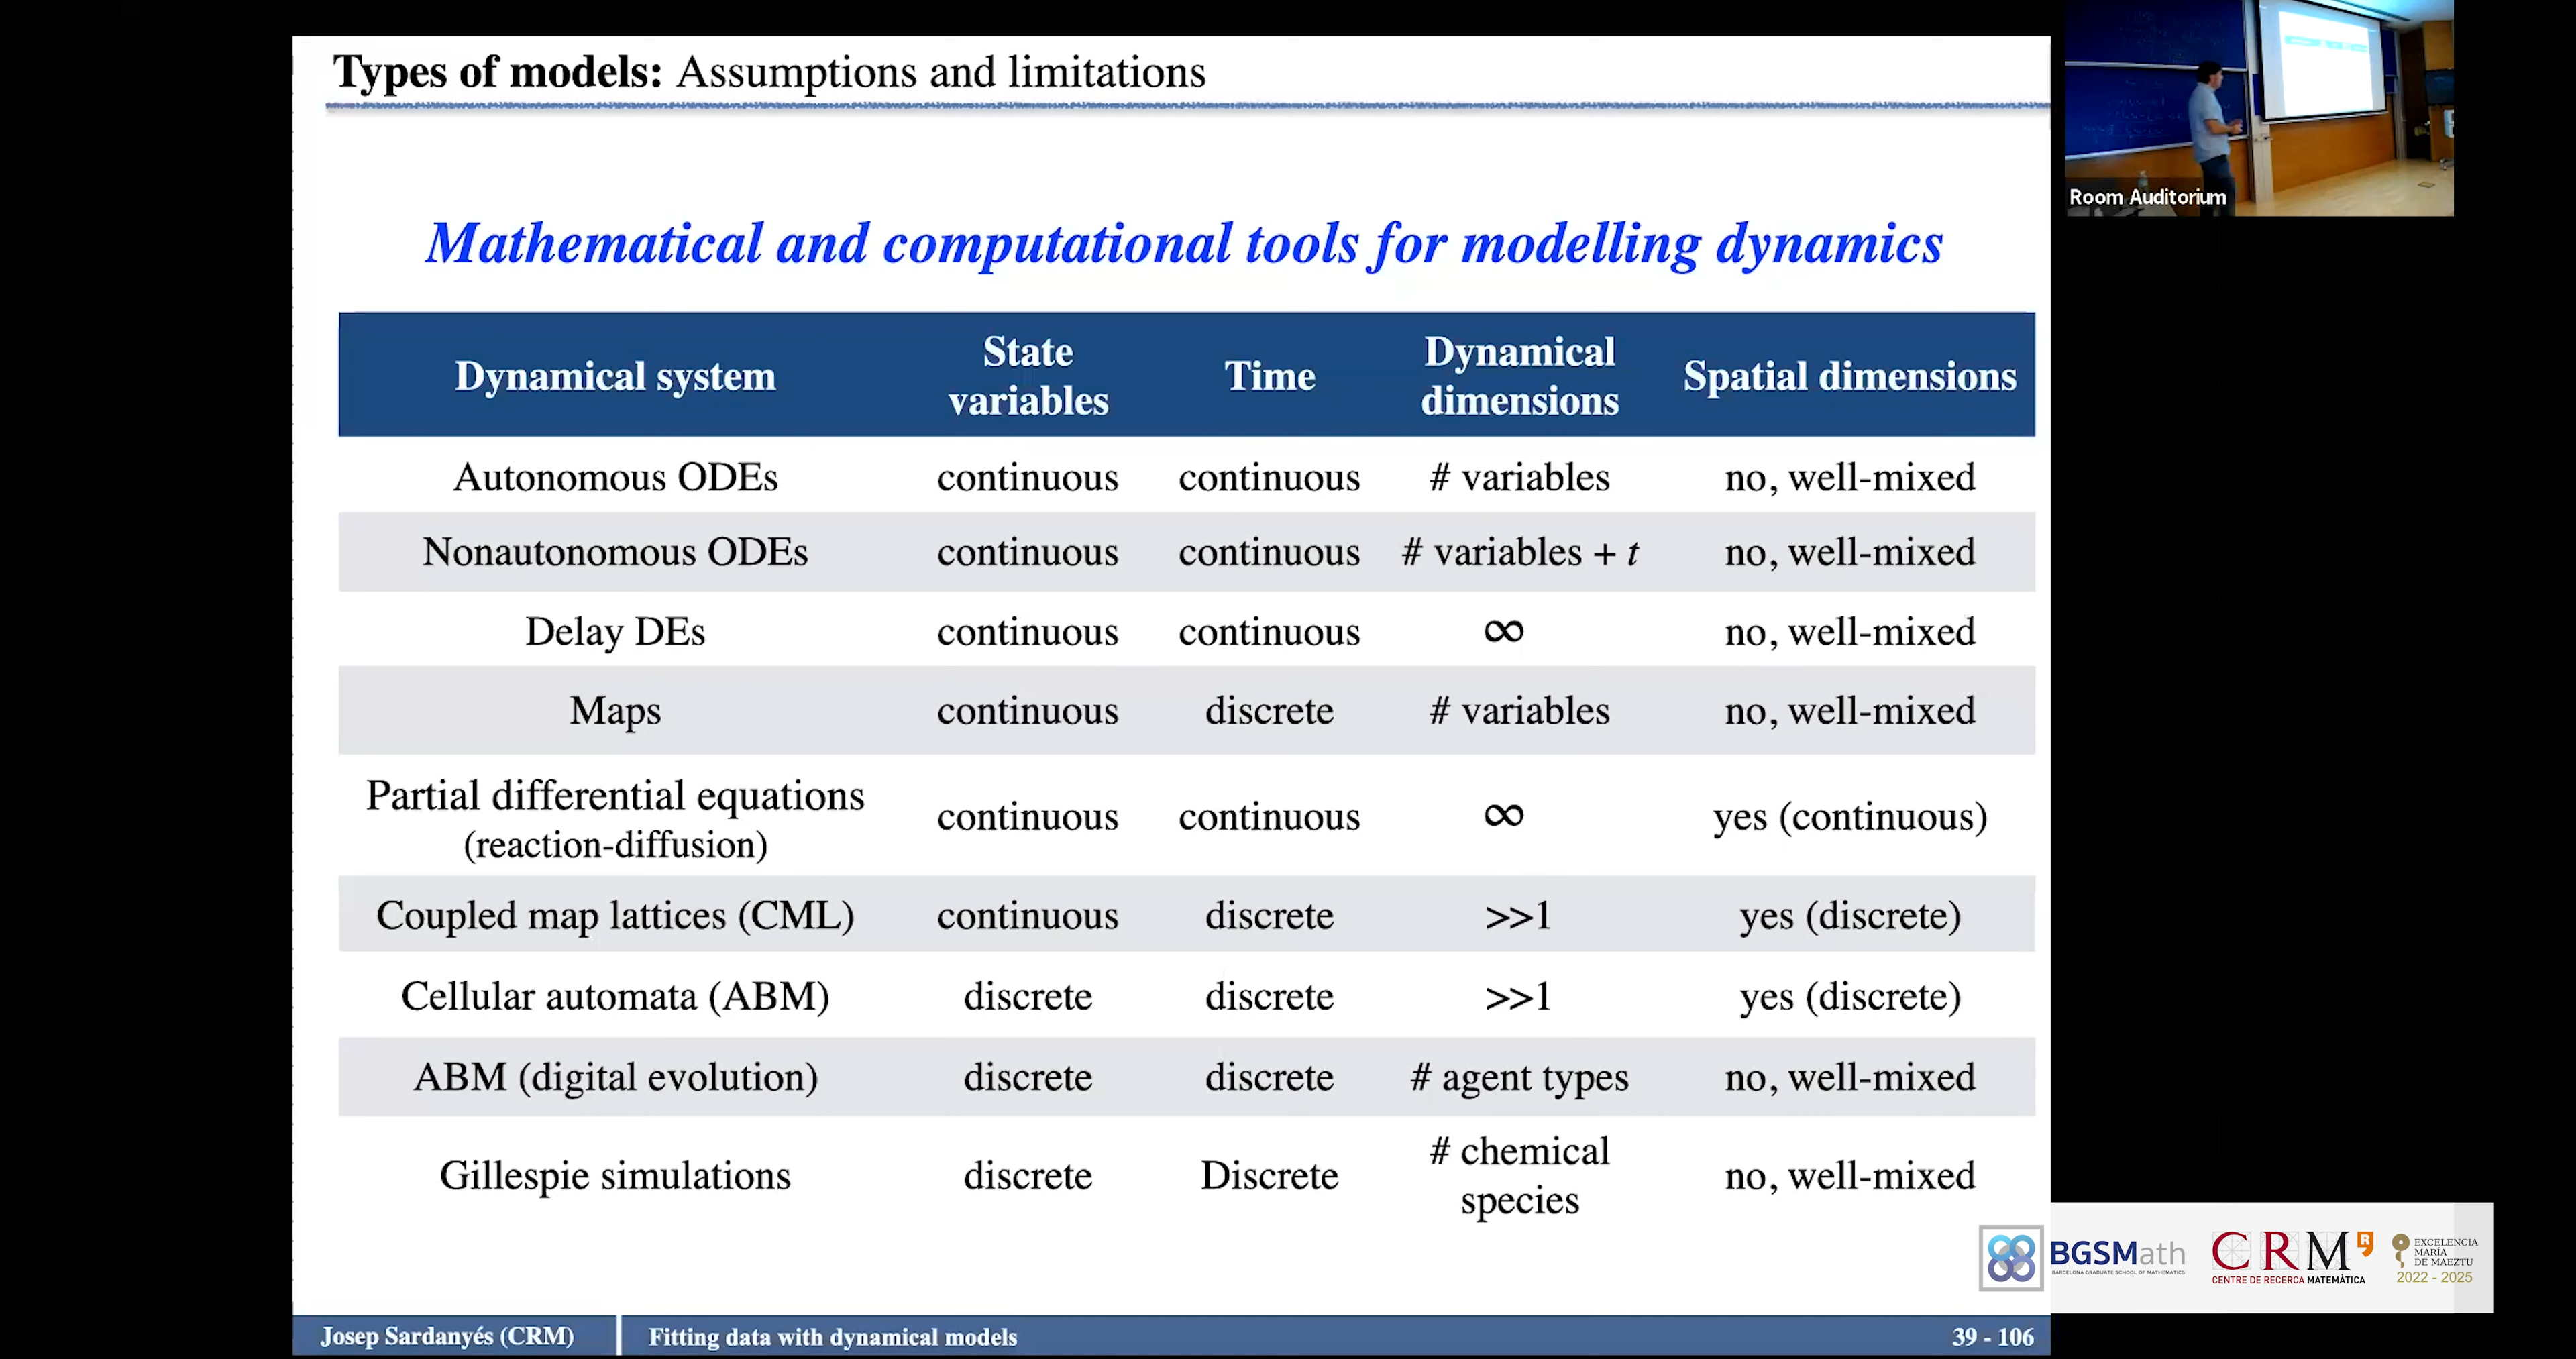 Types of models: Assumptions and limitations
Room Auditorium
Mathematical and computational tools for modelling dynamics
Dynamical system State variables Time Dynamical dimensions Spatial dimensions
Autonomous ODEs continuous continuous # variables no, well-mixed
Nonautonomous ODEs continuous continuous # variables + t no, well-mixed
Delay DEs continuous continuous ∞ no, well-mixed
Maps continuous discrete # variables no, well-mixed
Partial differential equations (reaction-diffusion) continuous continuous ∞ yes (continuous)
Coupled map lattices (CML) continuous discrete >>1 yes (discrete)
Cellular automata (ABM) discrete discrete >>1 yes (discrete)
ABM (digital evolution) discrete discrete # agent types no, well-mixed
Gillespie simulations discrete Discrete # chemical species no, well-mixed
BGSMath
BARCELONA GRADUATE SCHOOL OF MATHEMATICS
CRM R
CENTRE DE RECERCA MATEMÀTICA
EXCELENCIA
MARÍA
DE MAEZTU
2022 - 2025
Josep Sardanyés (CRM) Fitting data with dynamical models 39 - 106